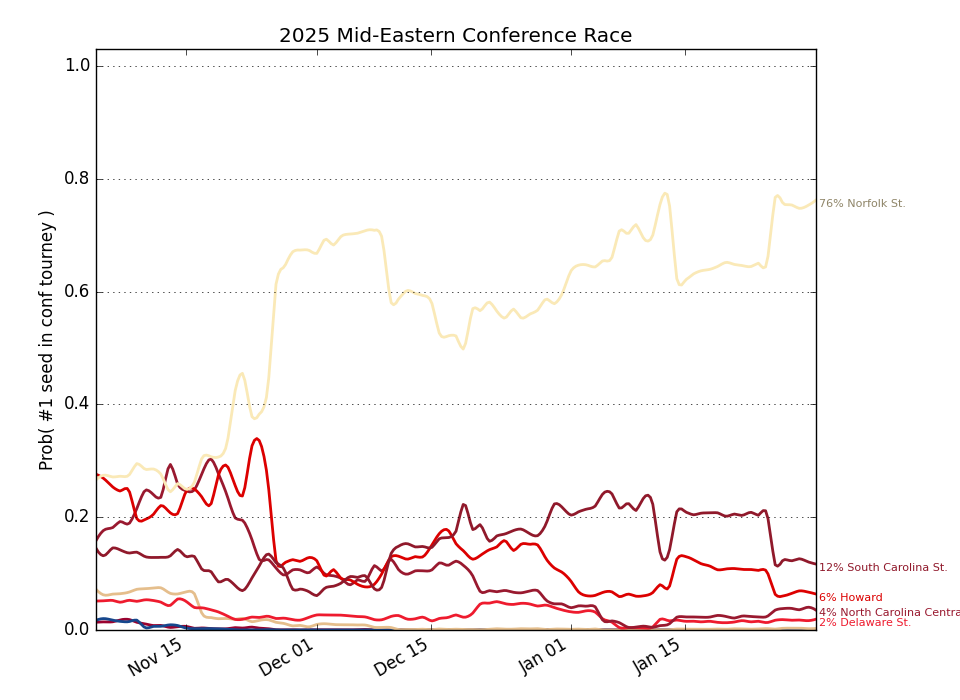 2025 Mid-Eastern Conference Race
Prob( #1 seed in conf tourney )
1.0
0.8
0.6
0.4
0.2
0.0
Nov 15
Dec 01
Dec 15
Jan 01
Jan 15
76% Norfolk St.
12% South Carolina St.
6% Howard
4% North Carolina Centra
2% Delaware St.